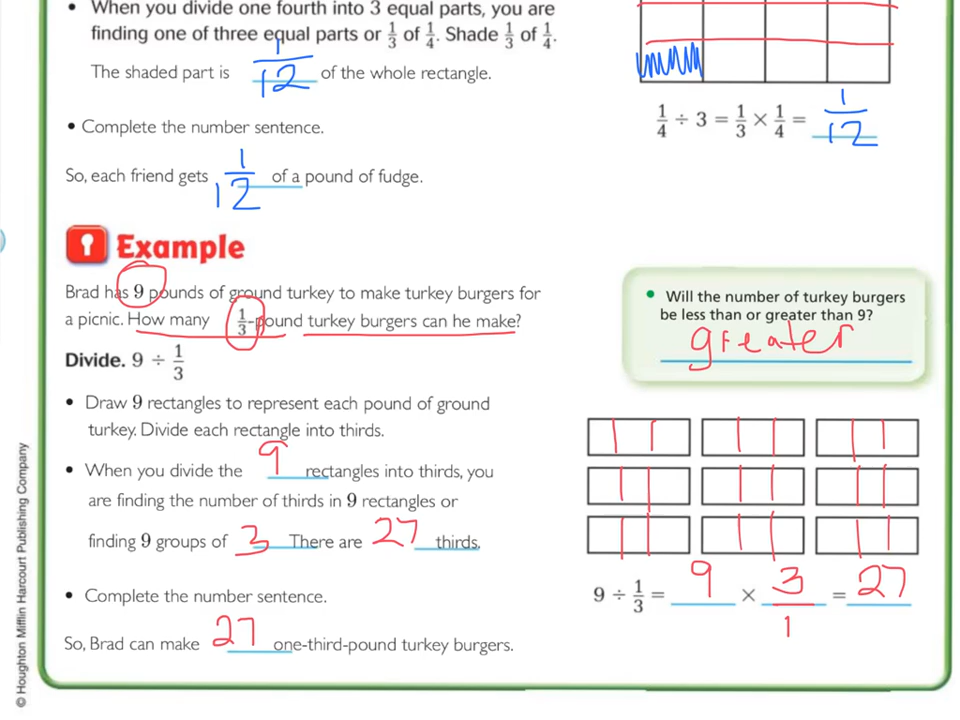 • When you divide one fourth into 3 equal parts, you are
finding one of three equal parts or 1/3 of 1/4. Shade 1/3 of 1/4.
The shaded part is 1/12 of the whole rectangle.
1/4 ÷ 3 = 1/3 × 1/4 = 1/12
• Complete the number sentence.
So, each friend gets 1/12 of a pound of fudge.
Example
Brad has 9 pounds of ground turkey to make turkey burgers for
a picnic. How many 1/3-pound turkey burgers can he make?
• Will the number of turkey burgers
be less than or greater than 9?
greater
Divide. 9 ÷ 1/3
• Draw 9 rectangles to represent each pound of ground
turkey. Divide each rectangle into thirds.
• When you divide the 9 rectangles into thirds, you
are finding the number of thirds in 9 rectangles or
finding 9 groups of 3 There are 27 thirds.
9 ÷ 1/3 = 9 × 3/1 = 27
• Complete the number sentence.
So, Brad can make 27 one-third-pound turkey burgers.
© Houghton Mifflin Harcourt Publishing Company